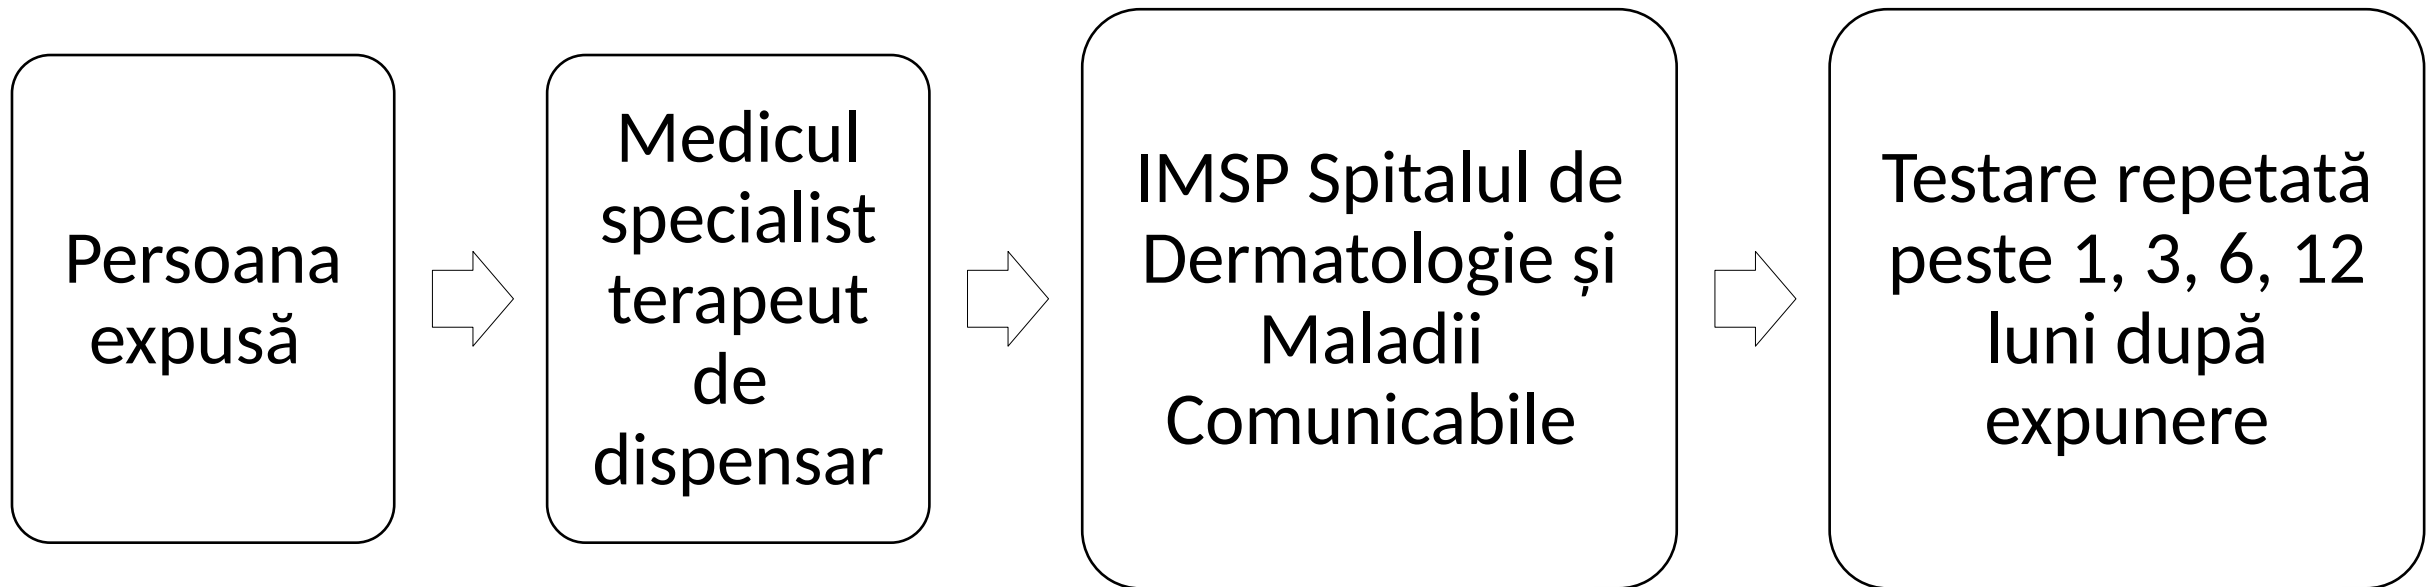 Persoana
expusă
Medicul
specialist
terapeut
de
dispensar
IMSP Spitalul de
Dermatologie și
Maladii
Comunicabile
Testare repetată
peste 1, 3, 6, 12
luni după
expunere